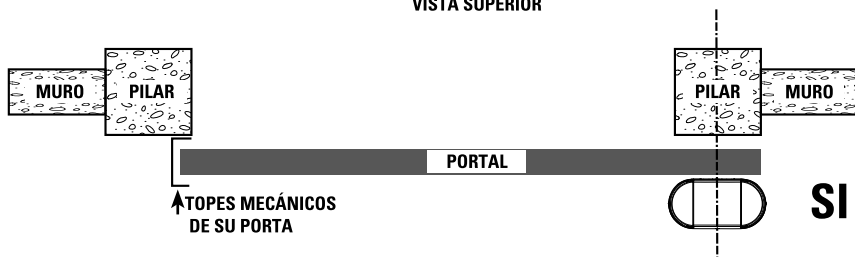 VISTA SUPERIOR
MURO PILAR PILAR MURO
PORTAL
TOPES MECÁNICOS
DE SU PORTA
SI